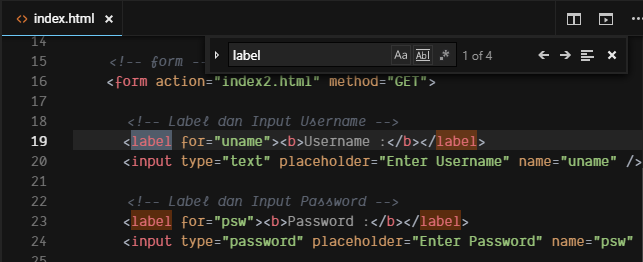 index.html
14
label Aa Abl .* 1 of 4
15 <!-- form --
16 <form action="index2.html" method="GET">
17
18 <!-- Label dan Input Username -->
19 <label for="uname"><b>Username :</b></label>
20 <input type="text" placeholder="Enter Username" name="uname" />
21
22 <!-- Label dan Input Password -->
23 <label for="psw"><b>Password :</b></label>
24 <input type="password" placeholder="Enter Password" name="psw"
25